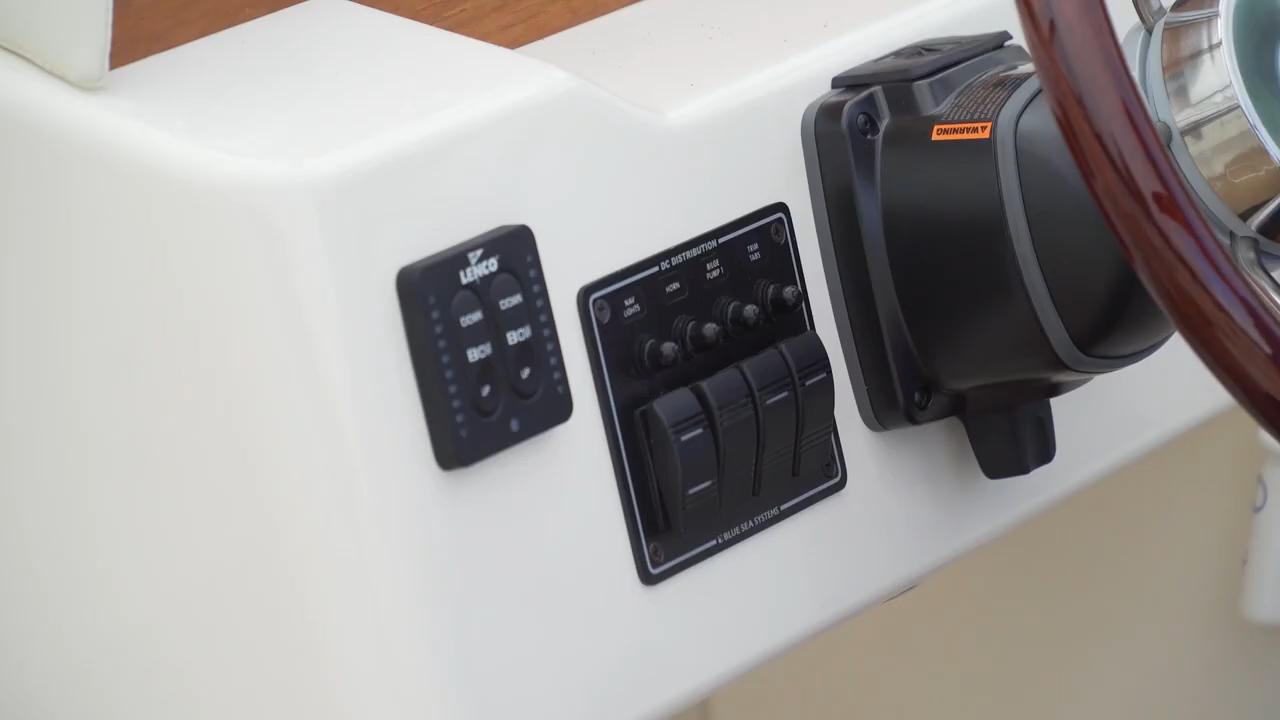 LENCO
DOWN
DOWN
BOW
BOW
UP
UP
DC DISTRIBUTION
NAV
LIGHTS
HORN
BILGE
PUMP 1
TRIM
TABS
BLUE SEA SYSTEMS
WARNING